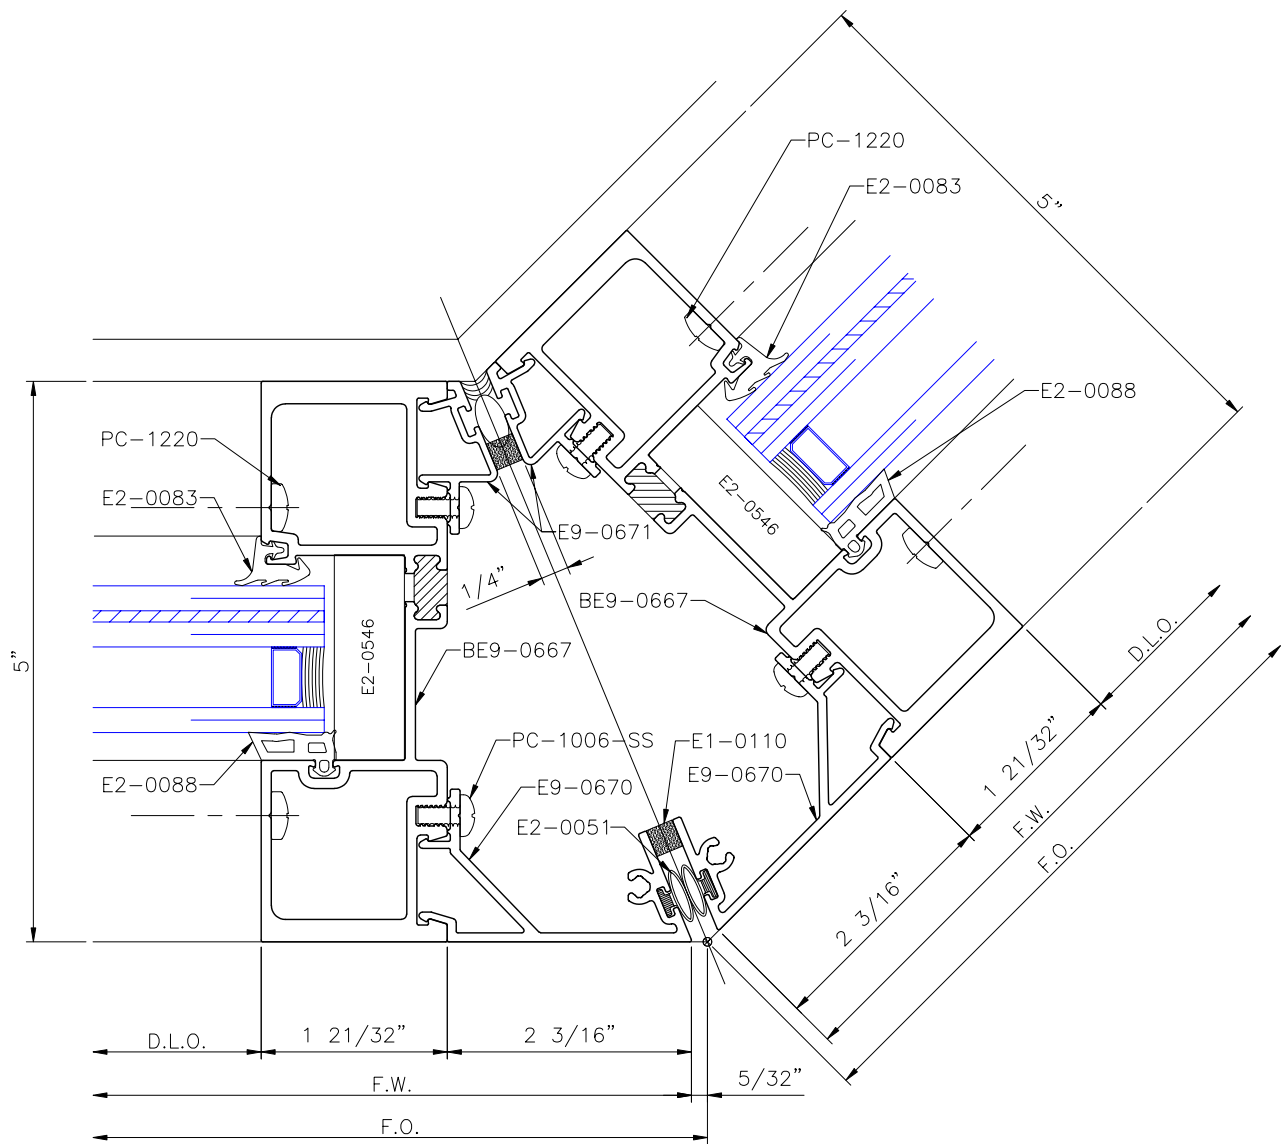 PC-1220
E2-0083
5"
E2-0088
PC-1220
E2-0083
E2-0546
E9-0671
1/4"
BE9-0667
D.L.O.
5"
E2-0546
BE9-0667
1 21/32"
PC-1006-SS
E1-0110
E9-0670
E2-0088
E9-0670
F.W.
E2-0051
F.O.
2 3/16"
D.L.O.
1 21/32"
2 3/16"
5/32"
F.W.
F.O.